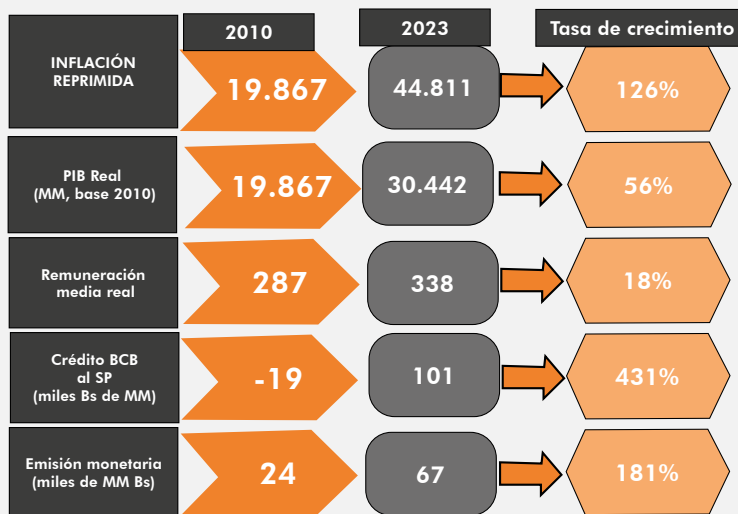 2010 2023 Tasa de crecimiento
INFLACIÓN
REPRIMIDA
19.867 44.811 126%
PIB Real
(MM, base 2010)
19.867 30.442 56%
Remuneración
media real
287 338 18%
Crédito BCB
al SP
(miles Bs de MM)
-19 101 431%
Emisión monetaria
(miles de MM Bs)
24 67 181%